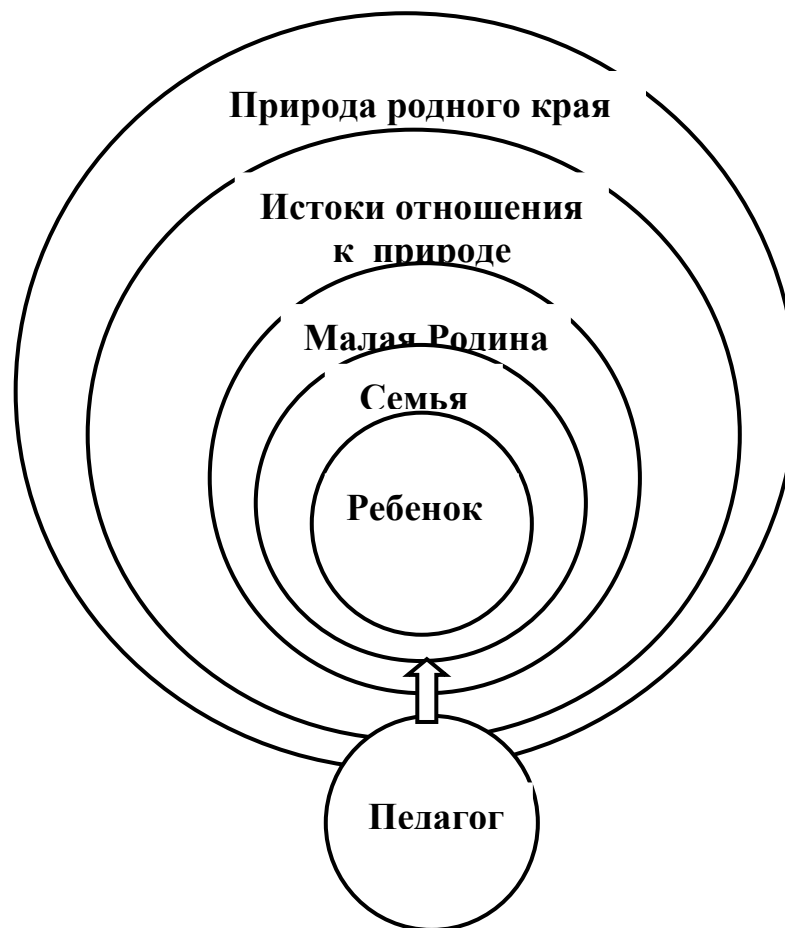 Природа родного края
Истоки отношения
к природе
Малая Родина
Семья
Ребенок
Педагог